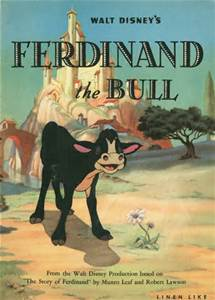 WALT DISNEY'S
FERDINAND
the BULL
From the Walt Disney Production based on
"The Story of Ferdinand" by Munro Leaf and Robert Lawson
LINEN LIKE